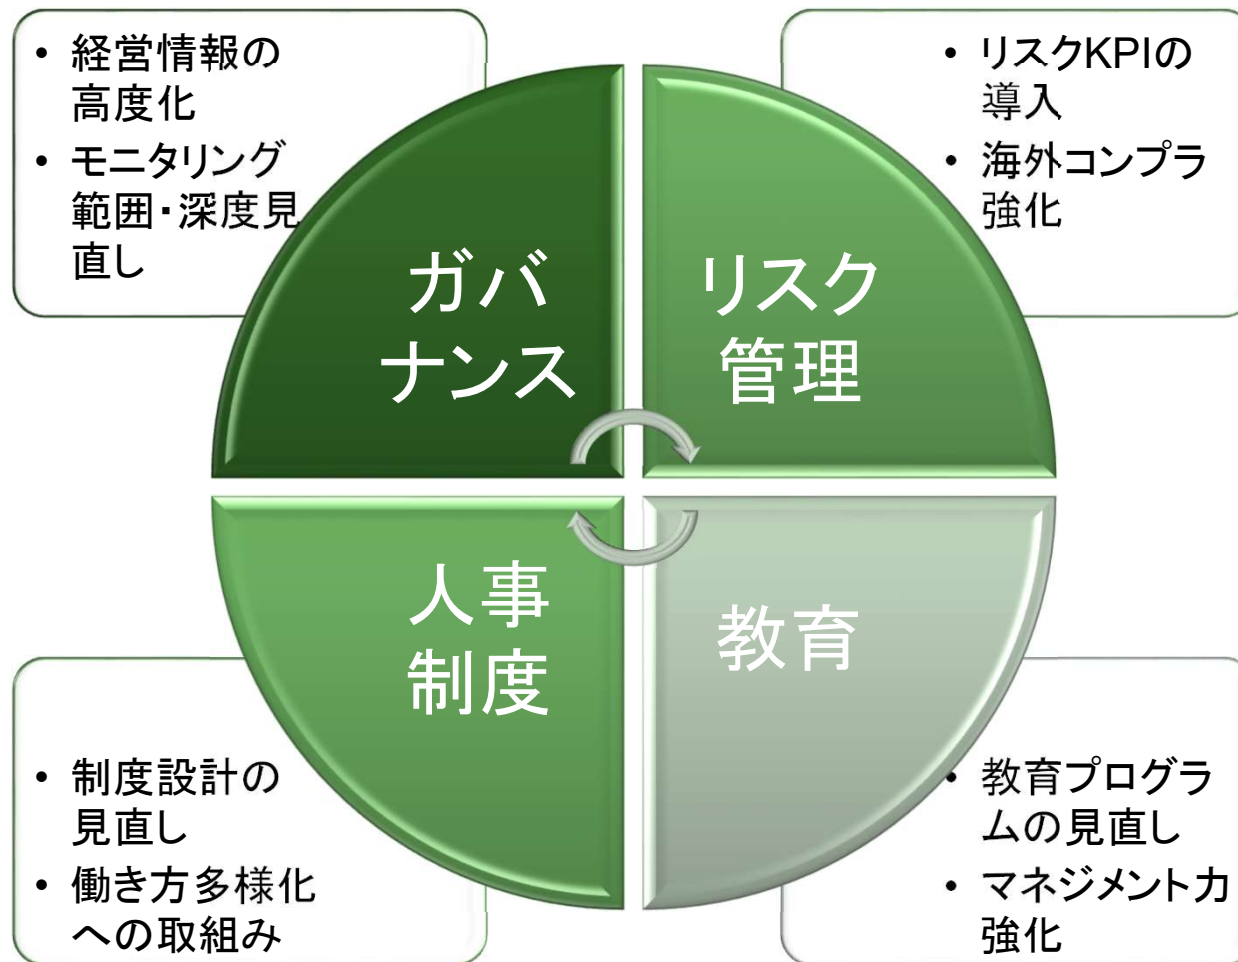 • 経営情報の
高度化
• モニタリング
範囲・深度見
直し
• リスクKPIの
導入
• 海外コンプラ
強化
ガバ
ナンス
リスク
管理
人事
制度
教育
• 制度設計の
見直し
• 働き方多様化
への取組み
• 教育プログラ
ムの見直し
• マネジメント力
強化